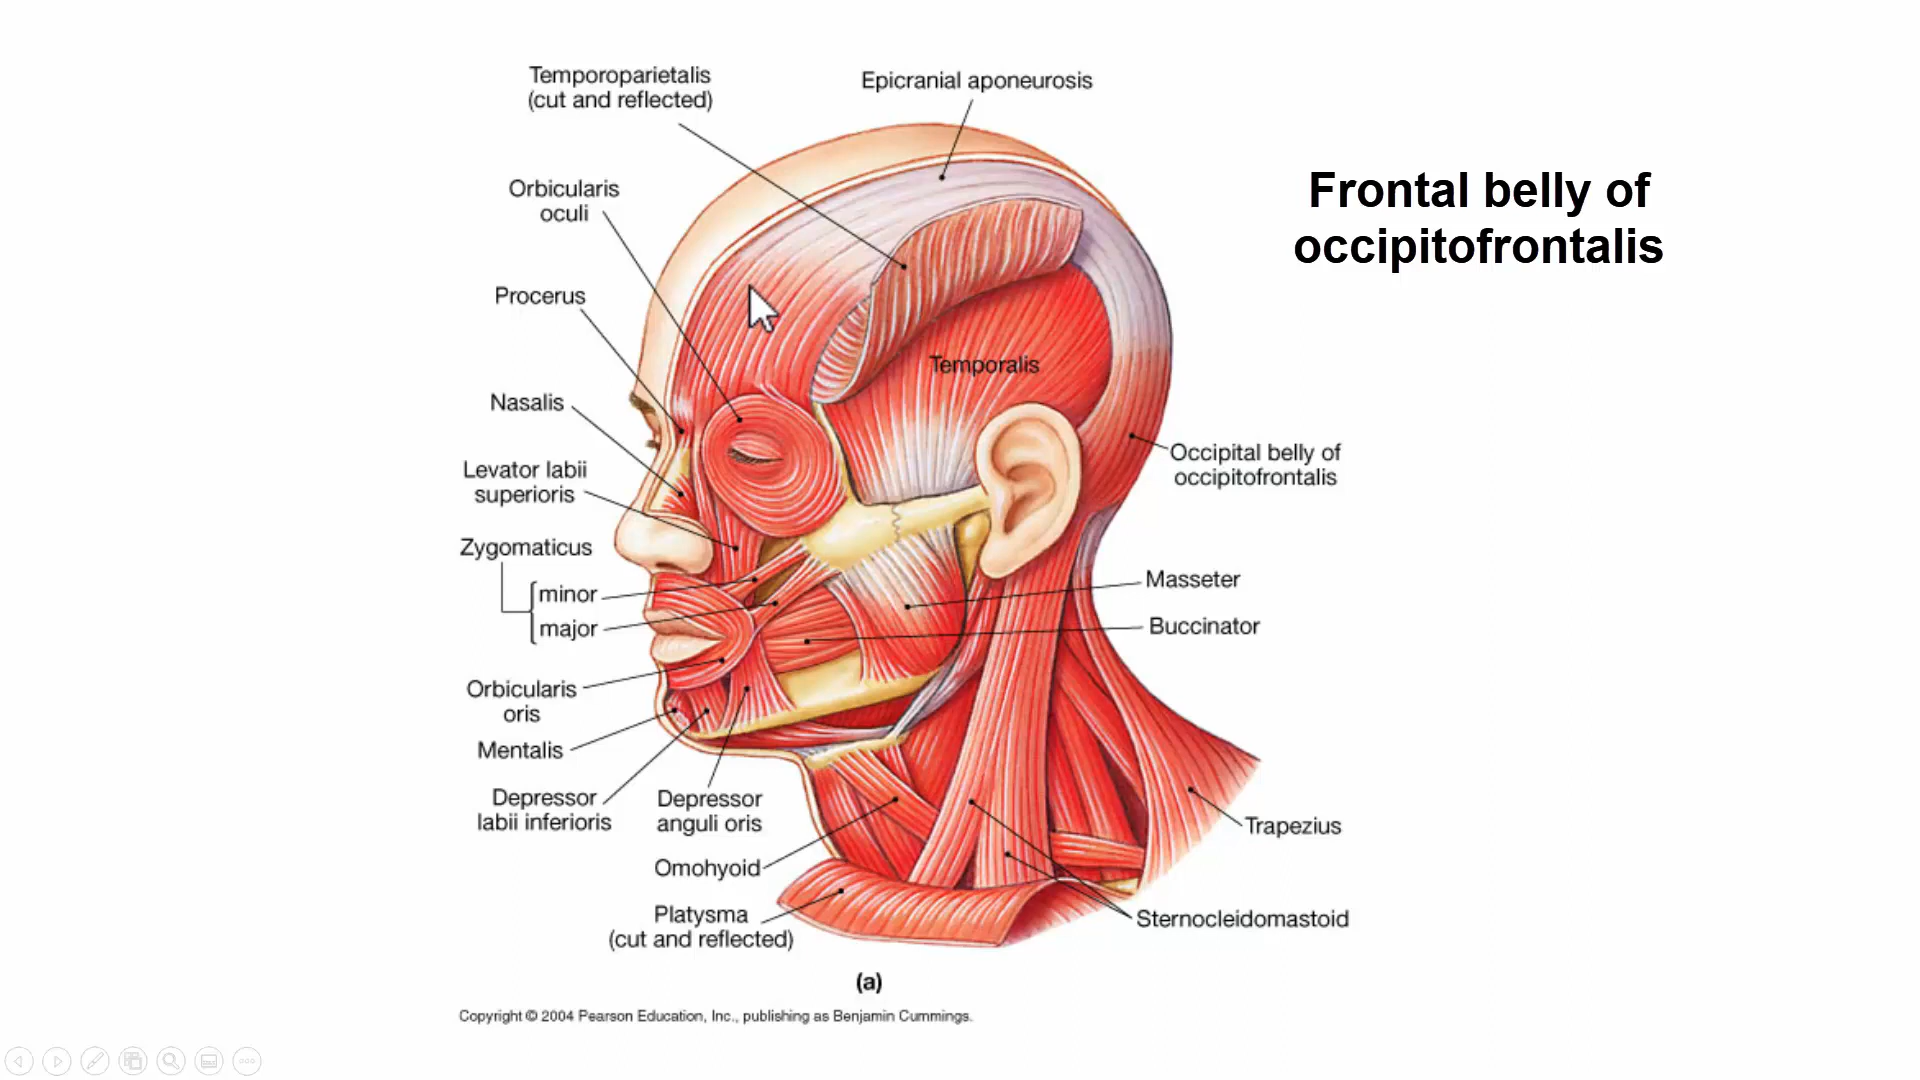 Temporoparietalis
(cut and reflected)
Epicranial aponeurosis
Frontal belly of
occipitofrontalis
Orbicularis
oculi
Procerus
Temporalis
Nasalis
Occipital belly of
occipitofrontalis
Levator labii
superioris
Zygomaticus
minor
major
Masseter
Buccinator
Orbicularis
oris
Mentalis
Depressor
labii inferioris
Depressor
anguli oris
Trapezius
Omohyoid
Platysma
(cut and reflected)
Sternocleidomastoid
(a)
Copyright © 2004 Pearson Education, Inc., publishing as Benjamin Cummings.